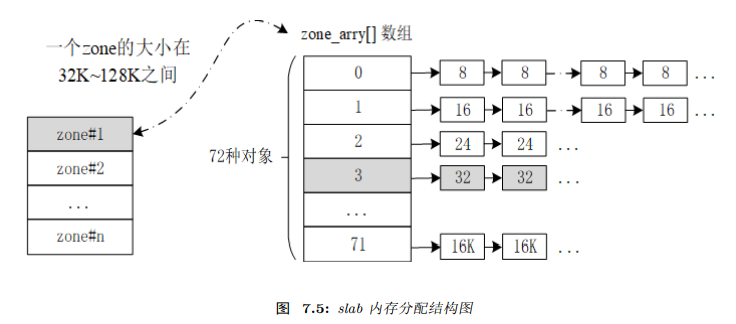 一个zone的大小在
32K~128K之间
zone_arry[] 数组
zone#1
zone#2
...
zone#n
72种对象
0 8 8 8 8 ...
1 16 16 16 16 ...
2 24 24 ...
3 32 32 ...
...
71 16K 16K ...
图 7.5: slab 内存分配结构图